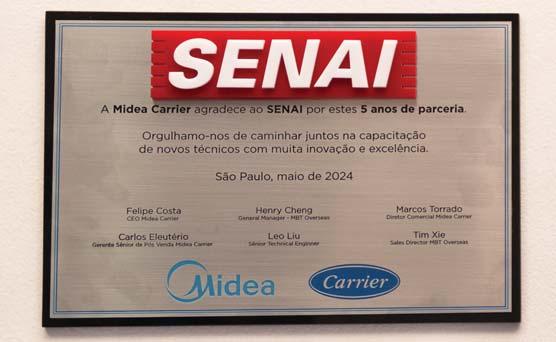 SENAI
A Midea Carrier agradece ao SENAI por estes 5 anos de parceria.
Orgulhamo-nos de caminhar juntos na capacitação
de novos técnicos com muita inovação e excelência.
São Paulo, maio de 2024
Felipe Costa Henry Cheng Marcos Torrado
CEO Midea Carrier General Manager - MBT Overseas Diretor Comercial Midea Carrier
Carlos Eleutério Leo Liu Tim Xie
Gerente Sênior de Pós Venda Midea Carrier Sênior Technical Enginner Sales Director MBT Overseas
Midea Carrier